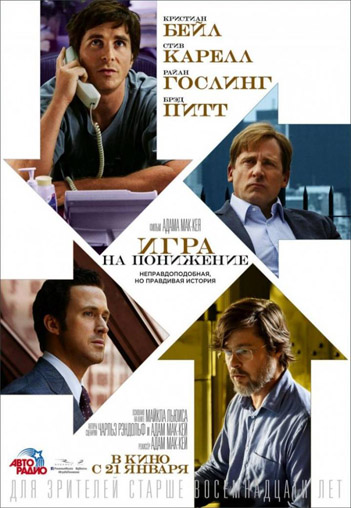 КРИСТИАН
БЕЙЛ
СТИВ
КАРЕЛЛ
РАЙАН
ГОСЛИНГ
БРЭД
ПИТТ
ФИЛЬМ АДАМА МАК-КЕЯ
ИГРА
НА ПОНИЖЕНИЕ
НЕПРАВДОПОДОБНАЯ,
НО ПРАВДИВАЯ ИСТОРИЯ
МАЙКЛА ЛЬЮИСА
ЧАРЛЬЗ РЭНДОЛЬФ И АДАМ МАК-КЕЙ
РЕЖИССЕР АДАМ МАК-КЕЙ
АВТО
РАДИО
В КИНО
С 21 ЯНВАРЯ
ДЛЯ ЗРИТЕЛЕЙ СТАРШЕ ВОСЕМНАДЦАТИ ЛЕТ